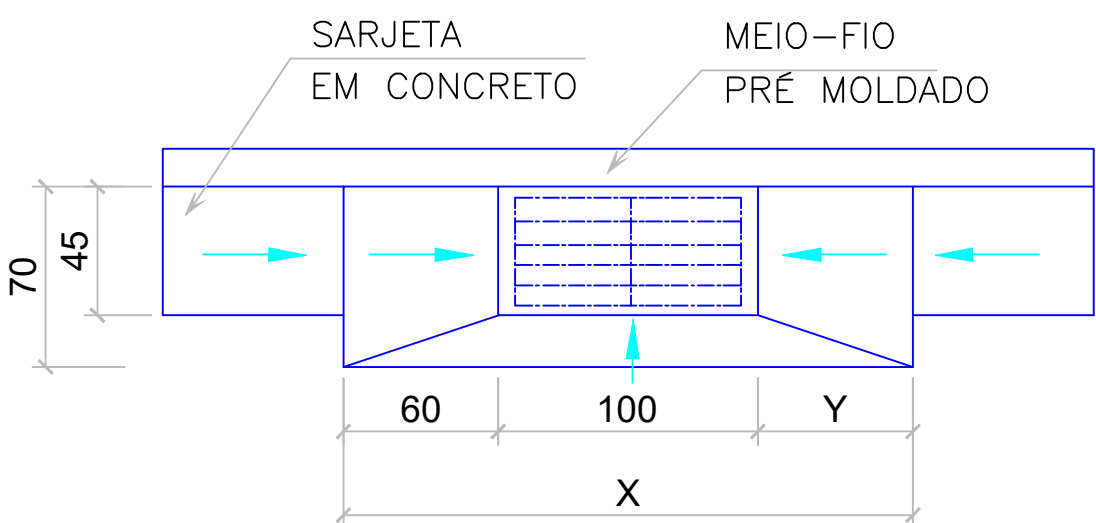 SARJETA
EM CONCRETO
MEIO-FIO
PRÉ MOLDADO
70
45
60
100
Y
X